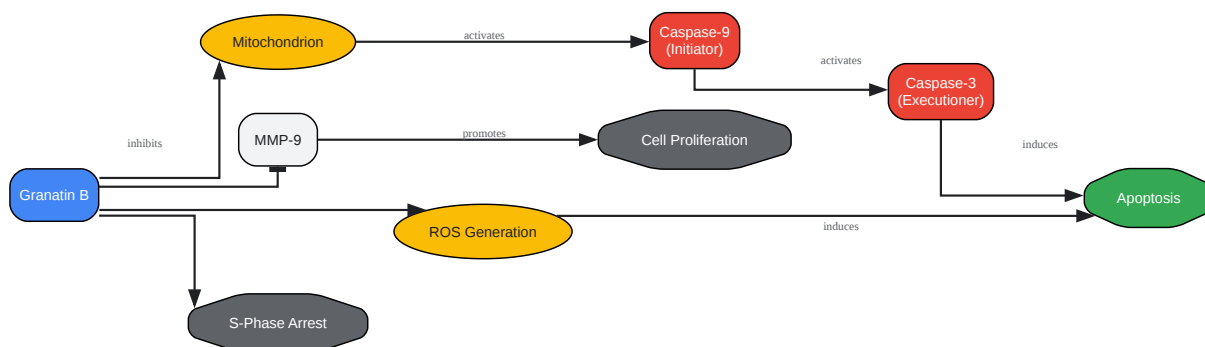 Mitochondrion
activates
Caspase-9
(Initiator)
activates
Caspase-3
(Executioner)
inhibits
MMP-9
promotes
Cell Proliferation
induces
Granatin B
ROS Generation
induces
Apoptosis
S-Phase Arrest